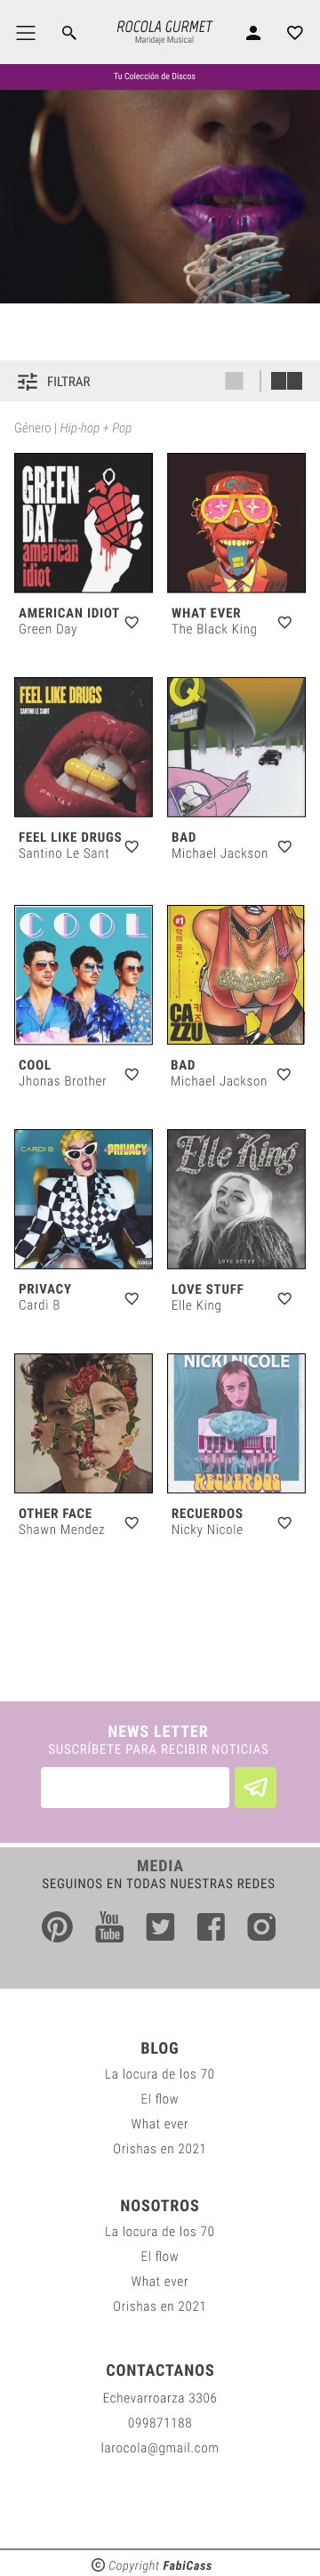 ROCOLA GURMET
Maridaje Musical
Tu Colección de Discos
FILTRAR
Género | Hip-hop + Pop
GREEN
DAY
PRESENTS
american
idiot
AMERICAN IDIOT
Green Day
WHAT EVER
The Black King
FEEL LIKE DRUGS
SANTINO LE SANT
FEEL LIKE DRUGS
Santino Le Sant
Q
BAD
Michael Jackson
COOL
COOL
Jhonas Brother
#1
CA
ZZU
BAD
Michael Jackson
CARDI B
PRIVACY
PRIVACY
Cardi B
Elle King
LOVE STUFF
LOVE STUFF
Elle King
OTHER FACE
Shawn Mendez
NICKI NICOLE
RECUERDOS
RECUERDOS
Nicky Nicole
NEWS LETTER
SUSCRÍBETE PARA RECIBIR NOTICIAS
MEDIA
SEGUINOS EN TODAS NUESTRAS REDES
You
Tube
BLOG
La locura de los 70
El flow
What ever
Orishas en 2021
NOSOTROS
La locura de los 70
El flow
What ever
Orishas en 2021
CONTACTANOS
Echevarroarza 3306
099871188
larocola@gmail.com
© Copyright FabiCass